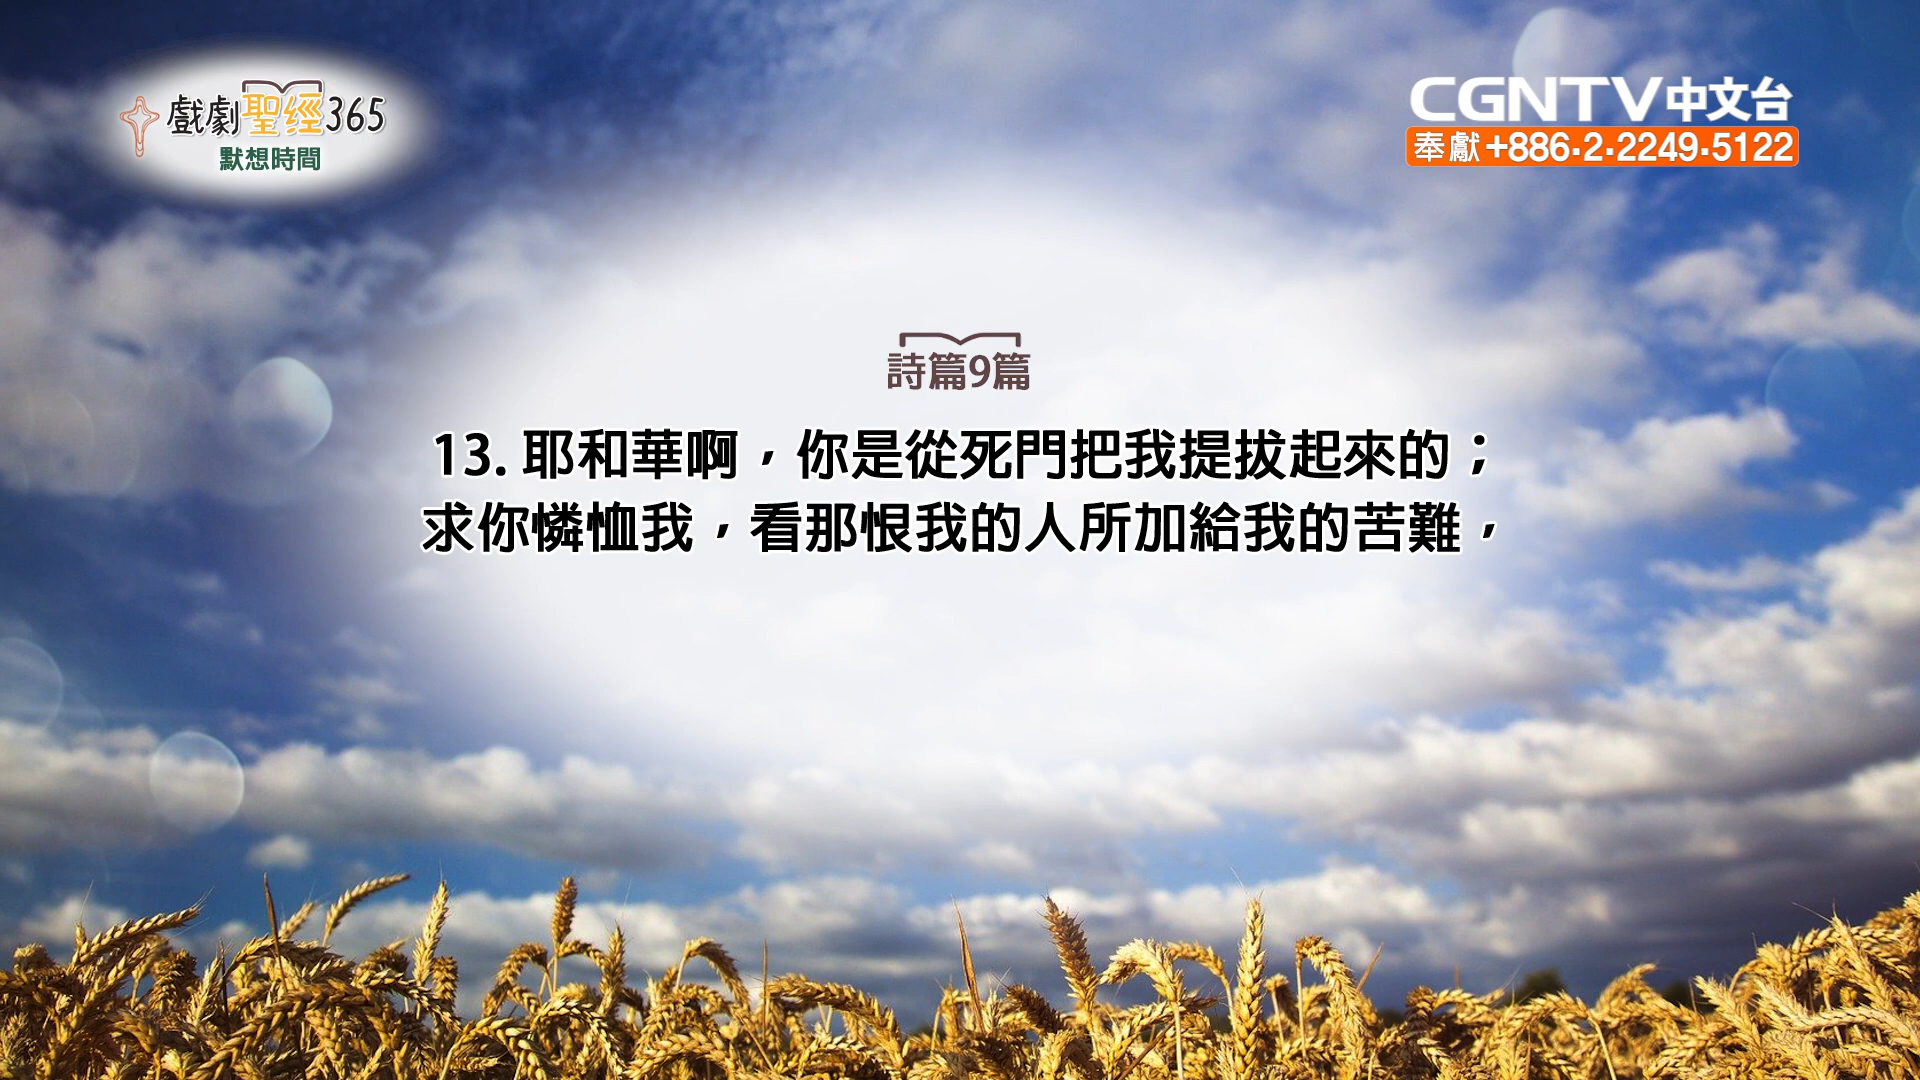 戲劇聖經365
默想時間
CGNTV中文台
奉獻+886·2·2249·5122
詩篇9篇
13. 耶和華啊，你是從死門把我提拔起來的；
求你憐恤我，看那恨我的人所加給我的苦難，